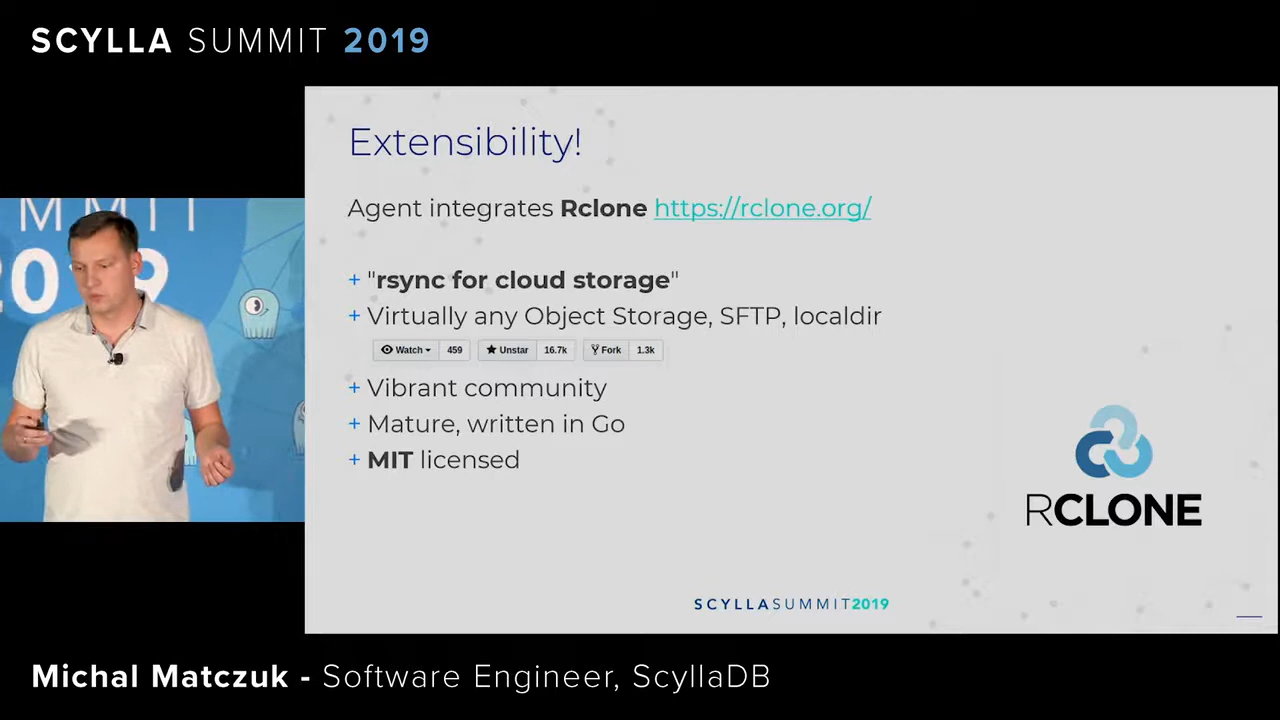 SCYLLA SUMMIT 2019
MMIT
2019
Extensibility!
Agent integrates Rclone https://rclone.org/
+ "rsync for cloud storage"
+ Virtually any Object Storage, SFTP, localdir
Watch 459 Unstar 16.7k Fork 1.3k
+ Vibrant community
+ Mature, written in Go
+ MIT licensed
RCLONE
SCYLLASUMMIT2019
Michal Matczuk - Software Engineer, ScyllaDB